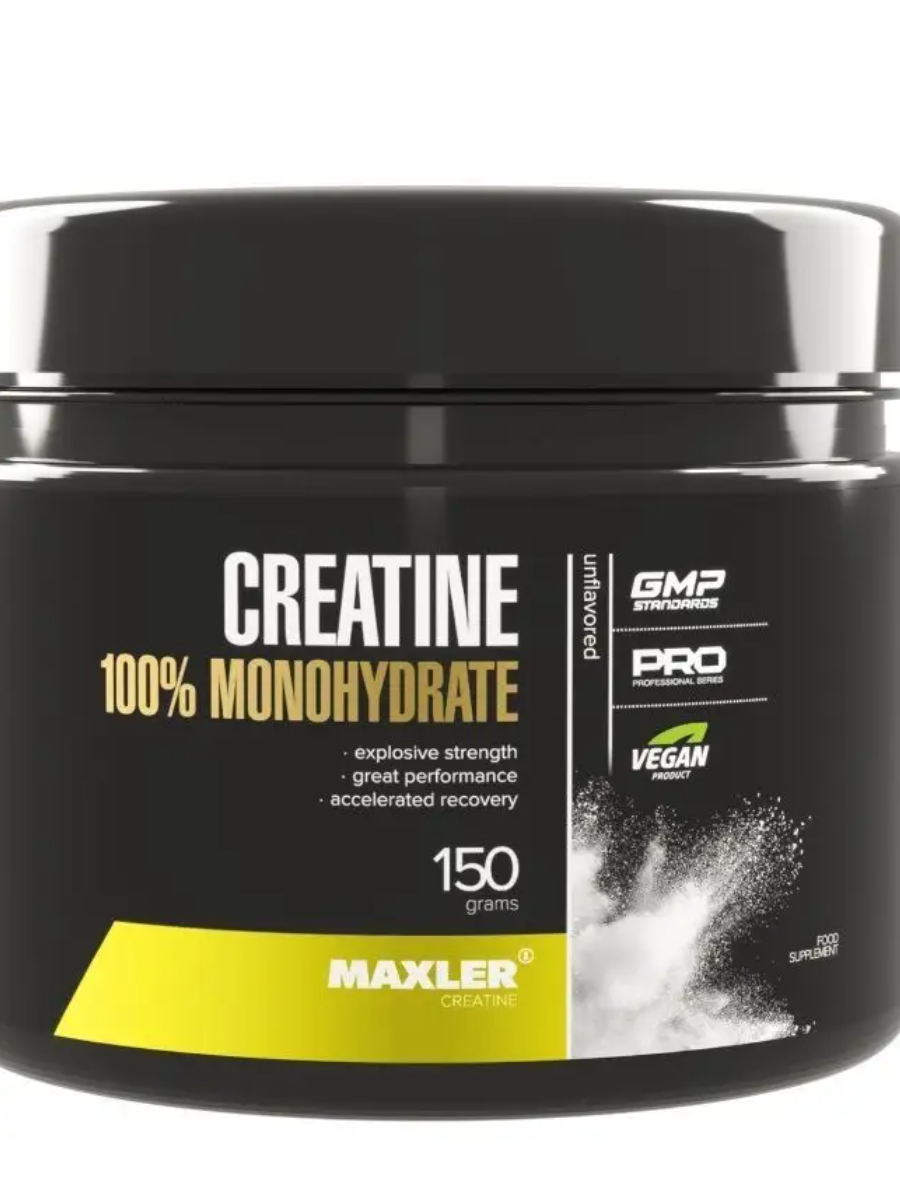 CREATINE
100% MONOHYDRATE
· explosive strength
· great performance
· accelerated recovery
150
grams
MAXLER®
CREATINE
unflavored
GMP
STANDARDS
PRO
PROFESSIONAL SERIES
VEGAN
PRODUCT
FOOD
SUPPLEMENT